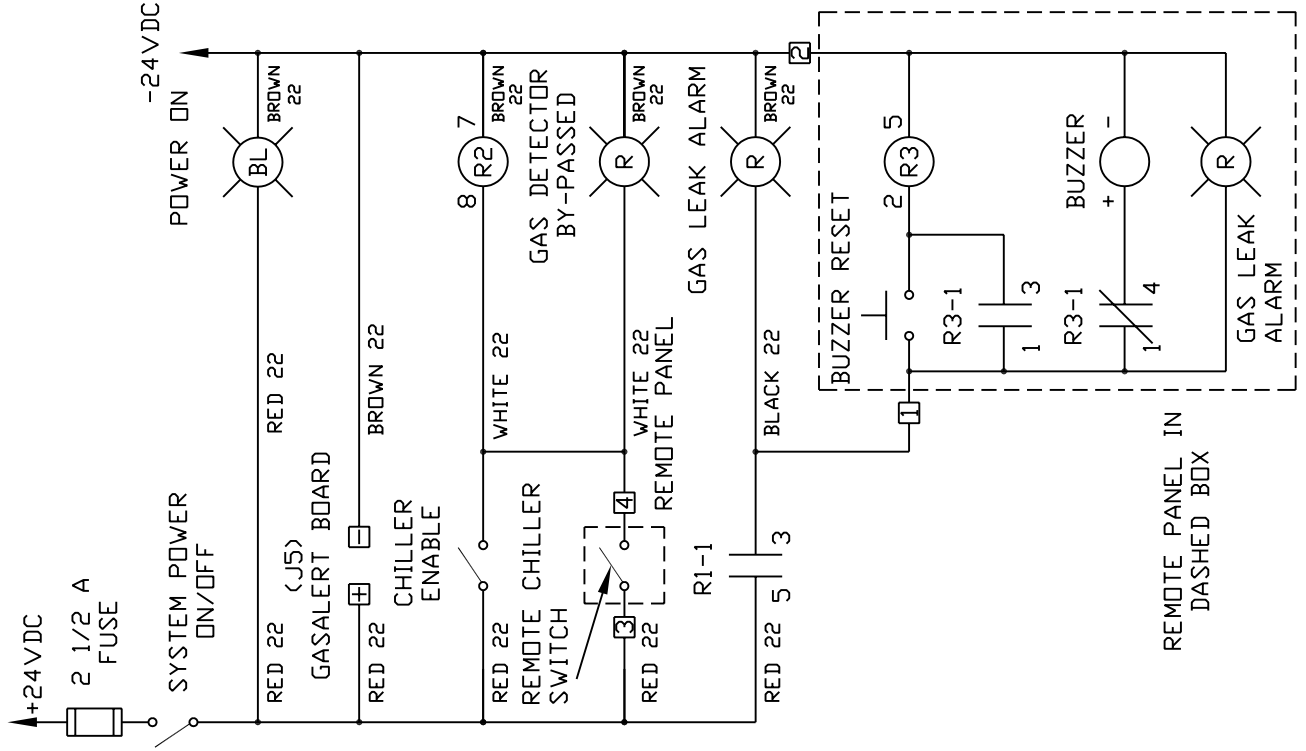 +24VDC
2 1/2 A
FUSE
SYSTEM POWER
ON/OFF
-24VDC
POWER ON
RED 22
RED 22
BL
BROWN
22
(J5)
GASALERT BOARD
RED 22
+
-
BROWN 22
CHILLER
ENABLE
RED 22
WHITE 22
8
R2
7
BROWN
22
REMOTE CHILLER
SWITCH
RED 22
3
4
WHITE 22
REMOTE PANEL
GAS DETECTOR
BY-PASSED
R
BROWN
22
R1-1
RED 22
5
3
BLACK 22
GAS LEAK ALARM
R
BROWN
22
2
1
BUZZER RESET
2
R3
5
R3-1
1
3
R3-1
1
4
BUZZER
+
-
GAS LEAK
ALARM
R
REMOTE PANEL IN
DASHED BOX